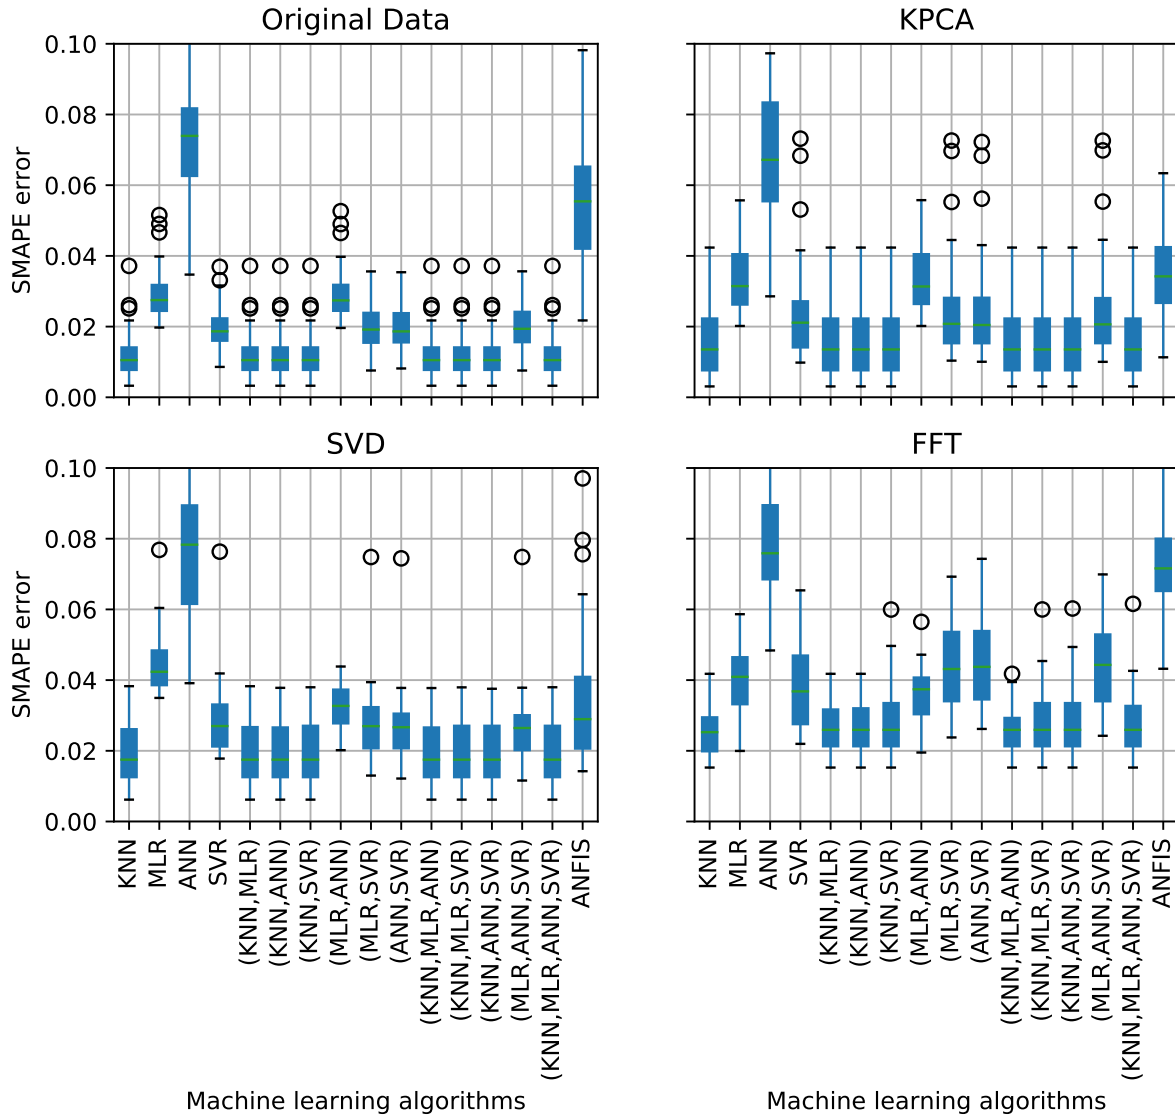 Original Data
KPCA
SMAPE error
0.10
0.08
0.06
0.04
0.02
0.00
SVD
FFT
SMAPE error
0.10
0.08
0.06
0.04
0.02
0.00
KNN
MLR
ANN
SVR
(KNN,MLR)
(KNN,ANN)
(KNN,SVR)
(MLR,ANN)
(MLR,SVR)
(ANN,SVR)
(KNN,MLR,ANN)
(KNN,MLR,SVR)
(KNN,ANN,SVR)
(MLR,ANN,SVR)
(KNN,MLR,ANN,SVR)
ANFIS
KNN
MLR
ANN
SVR
(KNN,MLR)
(KNN,ANN)
(KNN,SVR)
(MLR,ANN)
(MLR,SVR)
(ANN,SVR)
(KNN,MLR,ANN)
(KNN,MLR,SVR)
(KNN,ANN,SVR)
(MLR,ANN,SVR)
(KNN,MLR,ANN,SVR)
ANFIS
Machine learning algorithms
Machine learning algorithms